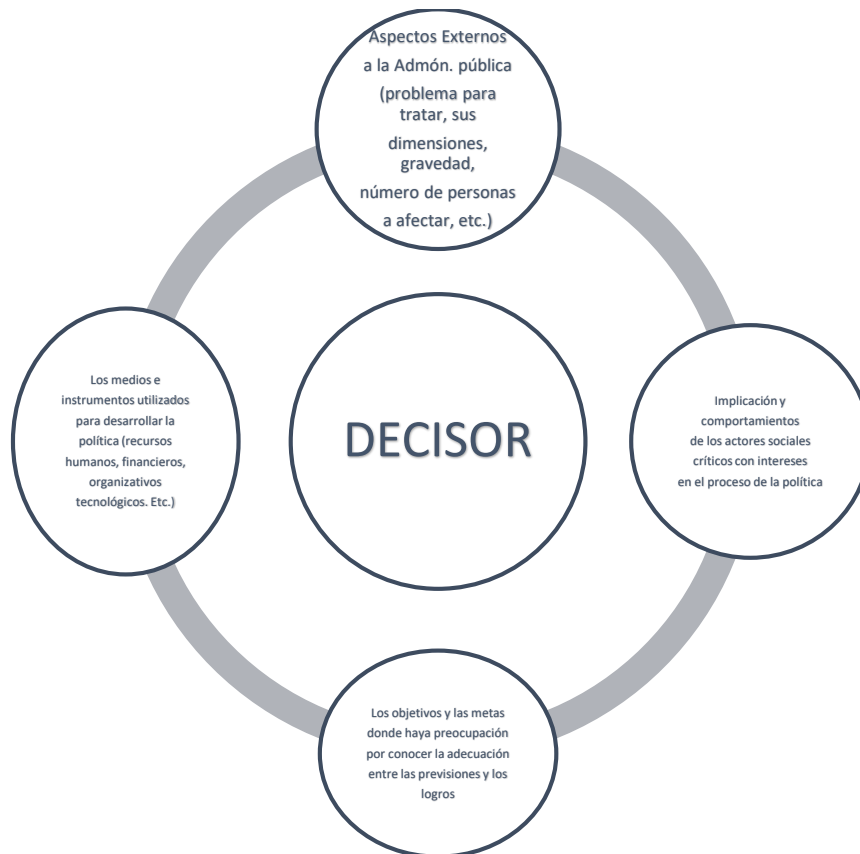 Aspectos Externos
a la Admón. pública
(problema para
tratar, sus
dimensiones,
gravedad,
número de personas
a afectar, etc.)
Los medios e
instrumentos utilizados
para desarrollar la
política (recursos
humanos, financieros,
organizativos
tecnológicos. Etc.)
DECISOR
Implicación y
comportamientos
de los actores sociales
críticos con intereses
en el proceso de la política
Los objetivos y las metas
donde haya preocupación
por conocer la adecuación
entre las previsiones y los
logros